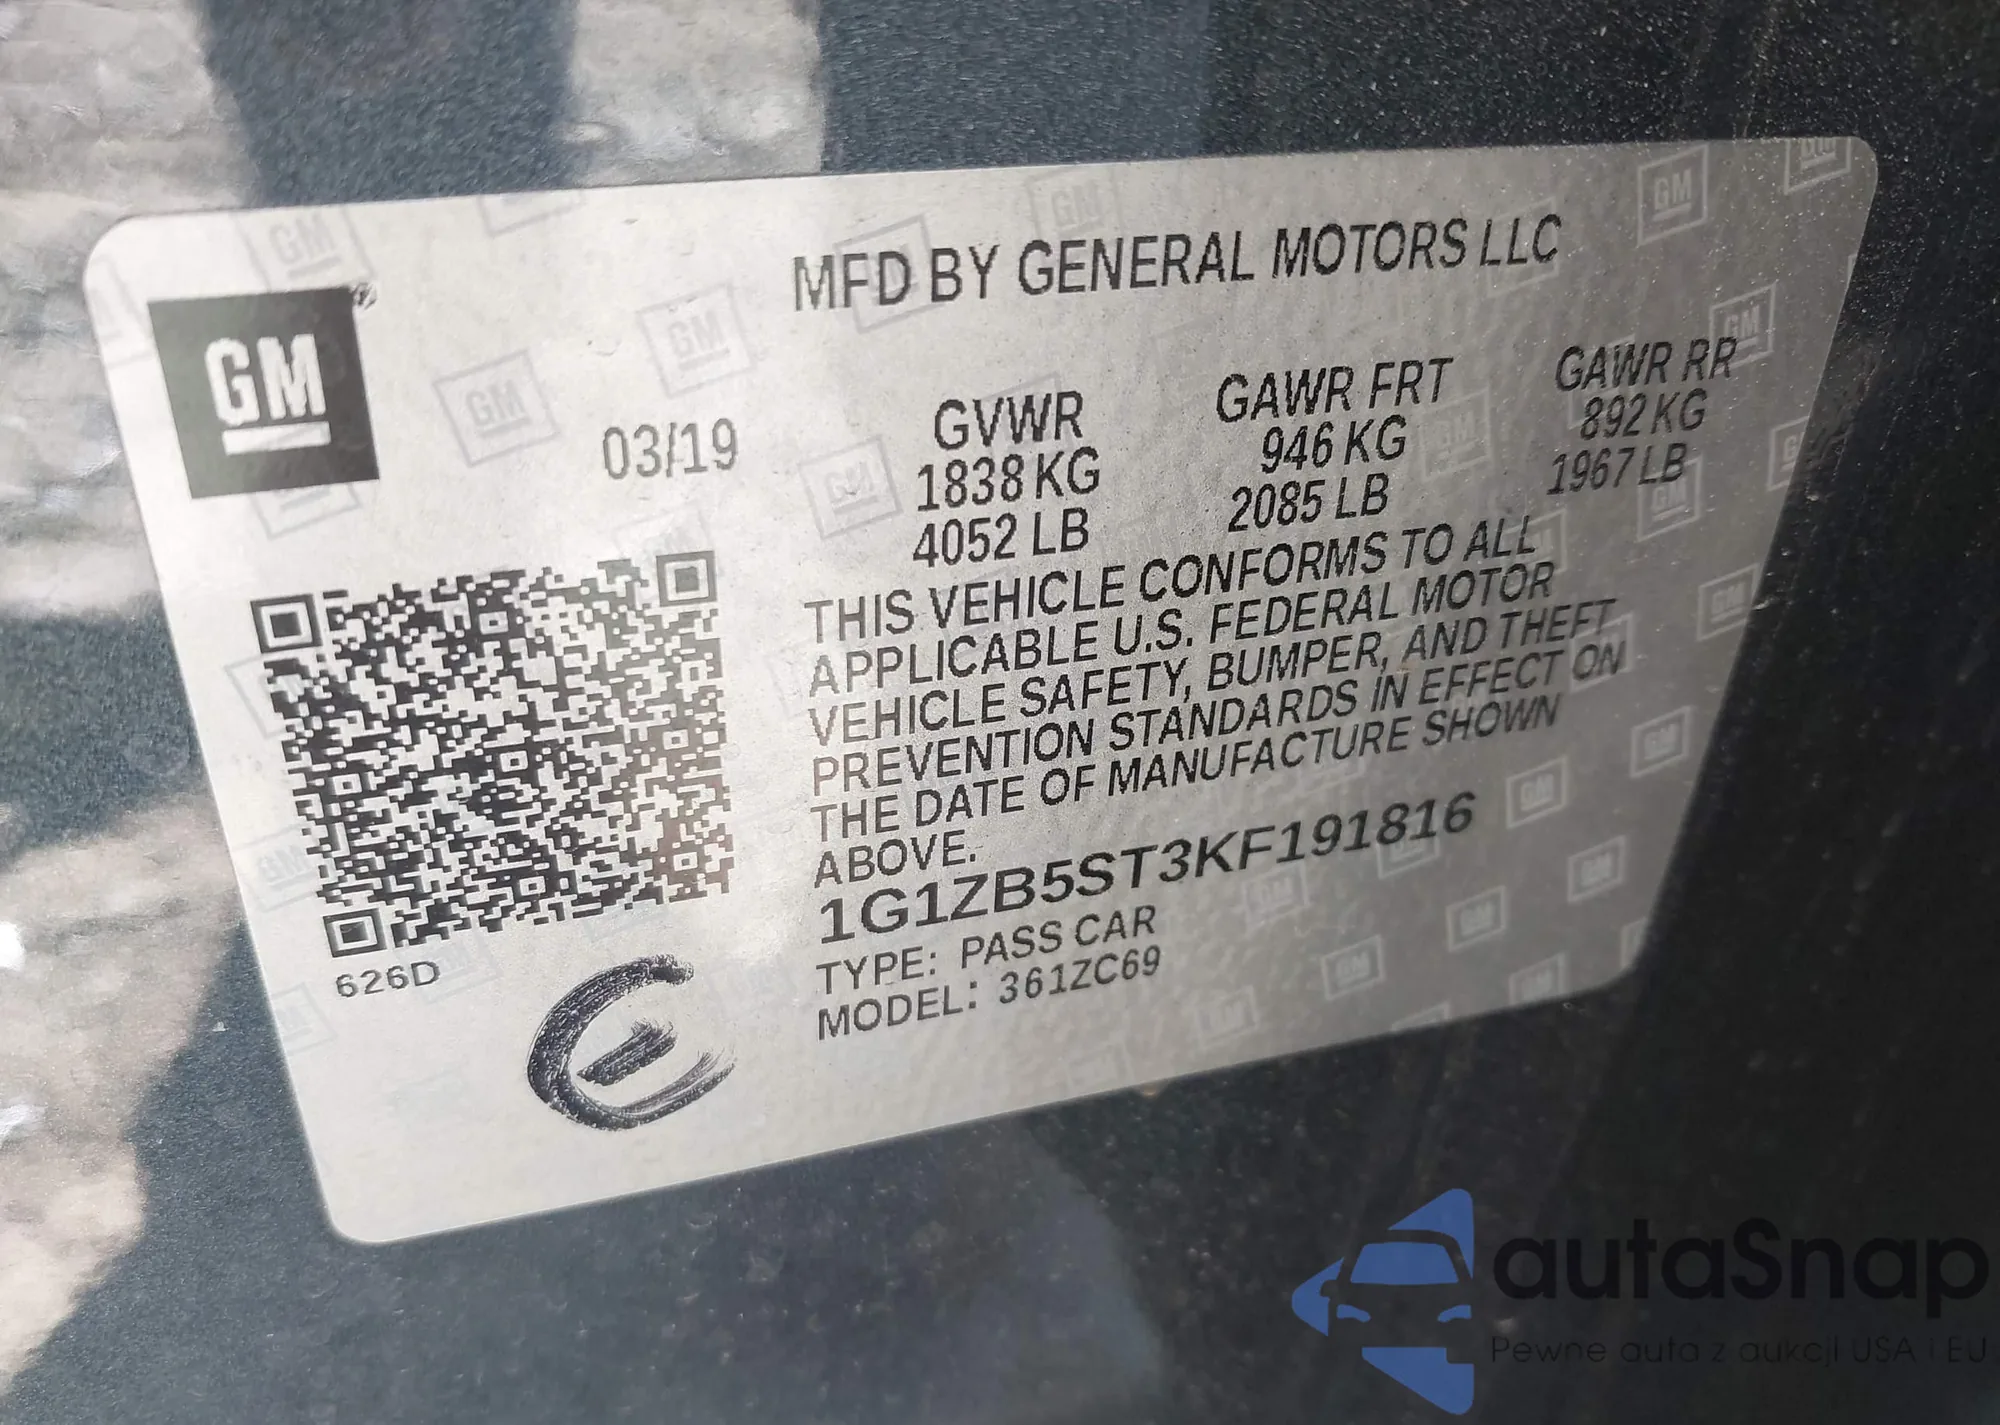 MFD BY GENERAL MOTORS LLC
GM
03/19
GVWR GAWR FRT GAWR RR
1838 KG 946 KG 892 KG
4052 LB 2085 LB 1967 LB
THIS VEHICLE CONFORMS TO ALL
APPLICABLE U.S. FEDERAL MOTOR
VEHICLE SAFETY, BUMPER, AND THEFT
PREVENTION STANDARDS IN EFFECT ON
THE DATE OF MANUFACTURE SHOWN
ABOVE.
1G1ZB5ST3KF191816
TYPE: PASS CAR
MODEL: 361ZC69
626D
autaSnap
Pewne auta z aukcji USA i EU